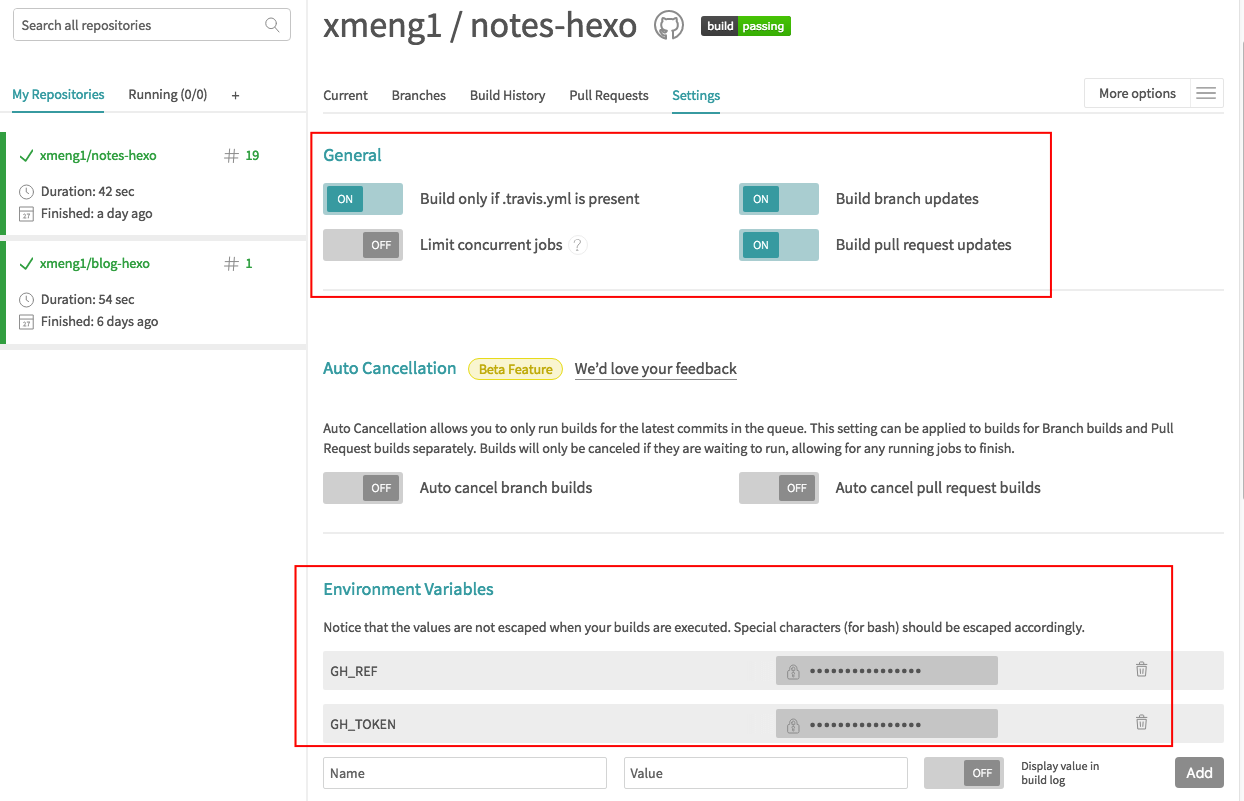 Search all repositories
My Repositories Running (0/0) +
xmeng1/notes-hexo # 19
Duration: 42 sec
27 Finished: a day ago
xmeng1/blog-hexo # 1
Duration: 54 sec
27 Finished: 6 days ago
xmeng1 / notes-hexo build passing
Current Branches Build History Pull Requests Settings More options
General
ON Build only if .travis.yml is present ON Build branch updates
OFF Limit concurrent jobs ? ON Build pull request updates
Auto Cancellation Beta Feature We’d love your feedback
Auto Cancellation allows you to only run builds for the latest commits in the queue. This setting can be applied to builds for Branch builds and Pull
Request builds separately. Builds will only be canceled if they are waiting to run, allowing for any running jobs to finish.
OFF Auto cancel branch builds OFF Auto cancel pull request builds
Environment Variables
Notice that the values are not escaped when your builds are executed. Special characters (for bash) should be escaped accordingly.
GH_REF ••••••••••••••••
GH_TOKEN ••••••••••••••••
Name Value OFF Display value in
build log Add